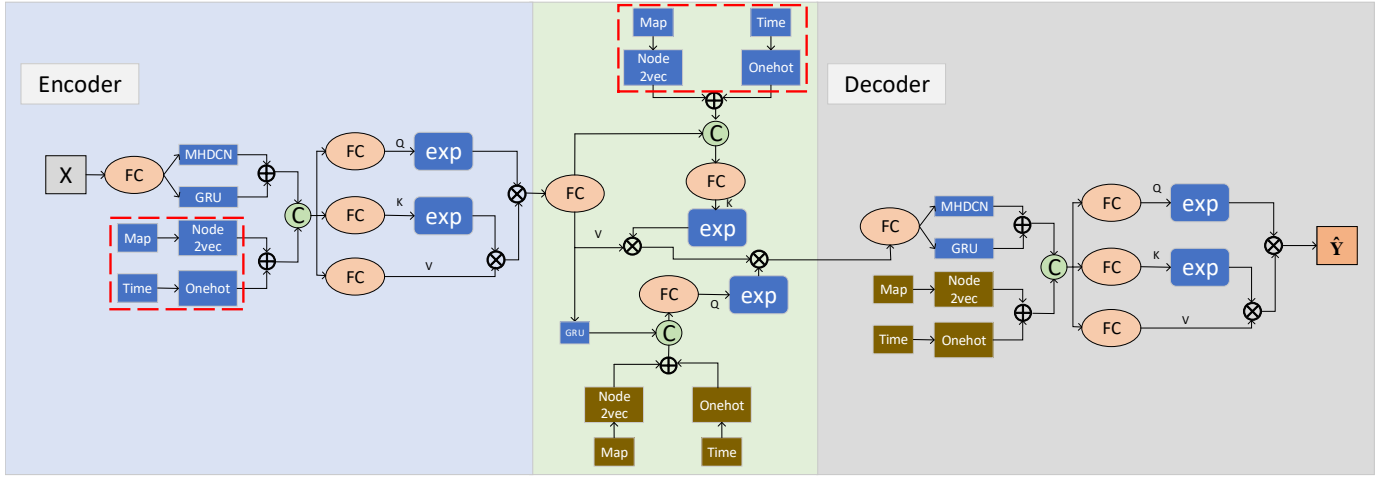 Encoder
X
FC
MHDCN
GRU
Map
Node
2vec
Time
Onehot
C
FC
Q
exp
FC
K
exp
FC
V
Map
Time
Node
2vec
Onehot
C
FC
FC
K
exp
V
FC
Q
exp
GRU
C
Node
2vec
Onehot
Map
Time
Decoder
FC
MHDCN
GRU
Map
Node
2vec
Time
Onehot
C
FC
Q
exp
FC
K
exp
FC
V
Ŷ